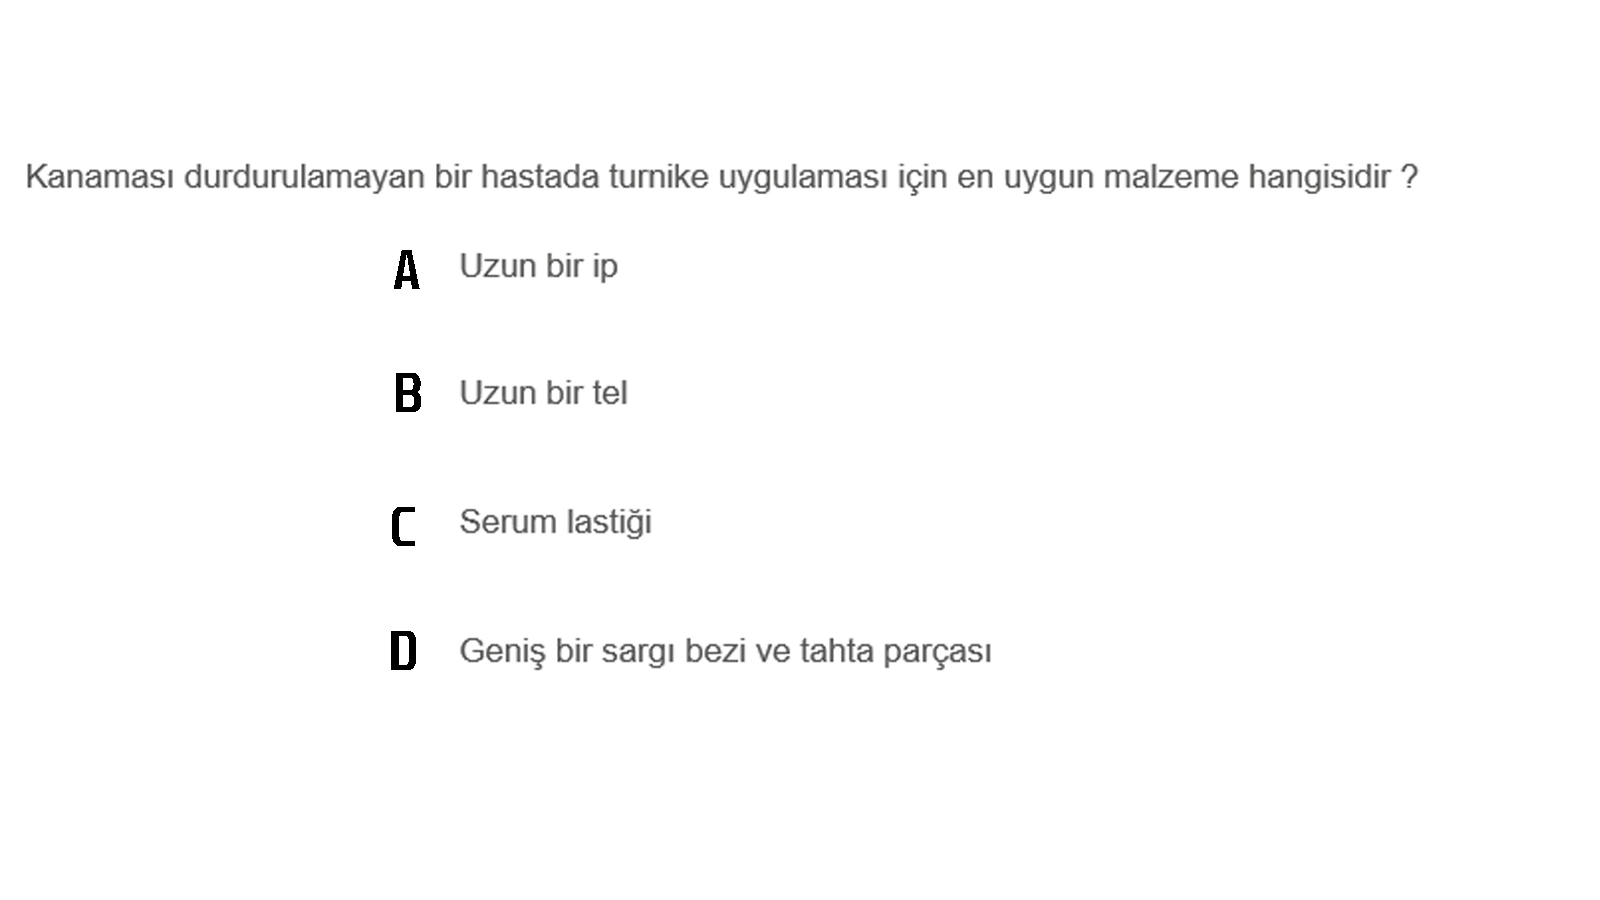 Kanaması durdurulamayan bir hastada turnike uygulaması için en uygun malzeme hangisidir ?
A Uzun bir ip
B Uzun bir tel
C Serum lastiği
D Geniş bir sargı bezi ve tahta parçası